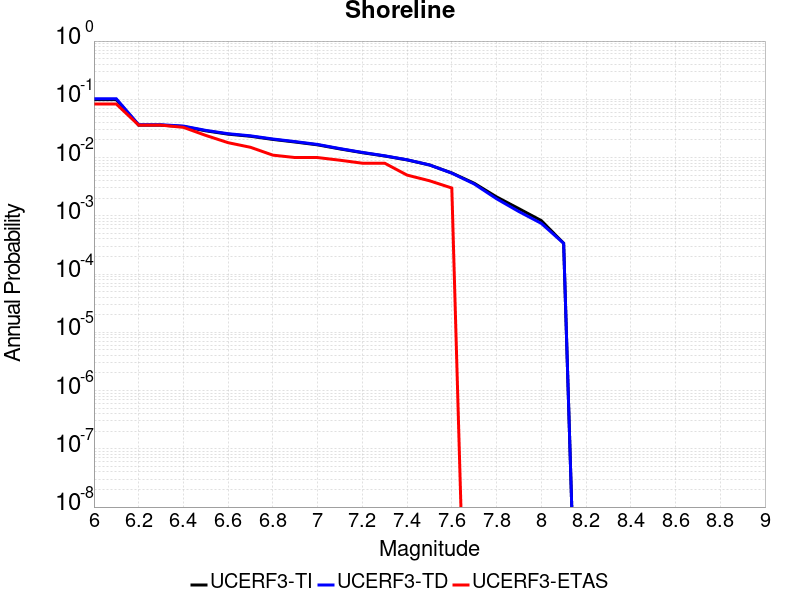 Shoreline
10^0
10^-1
10^-2
10^-3
10^-4
10^-5
10^-6
10^-7
10^-8
Annual Probability
6 6.2 6.4 6.6 6.8 7 7.2 7.4 7.6 7.8 8 8.2 8.4 8.6 8.8 9
Magnitude
UCERF3-TI UCERF3-TD UCERF3-ETAS